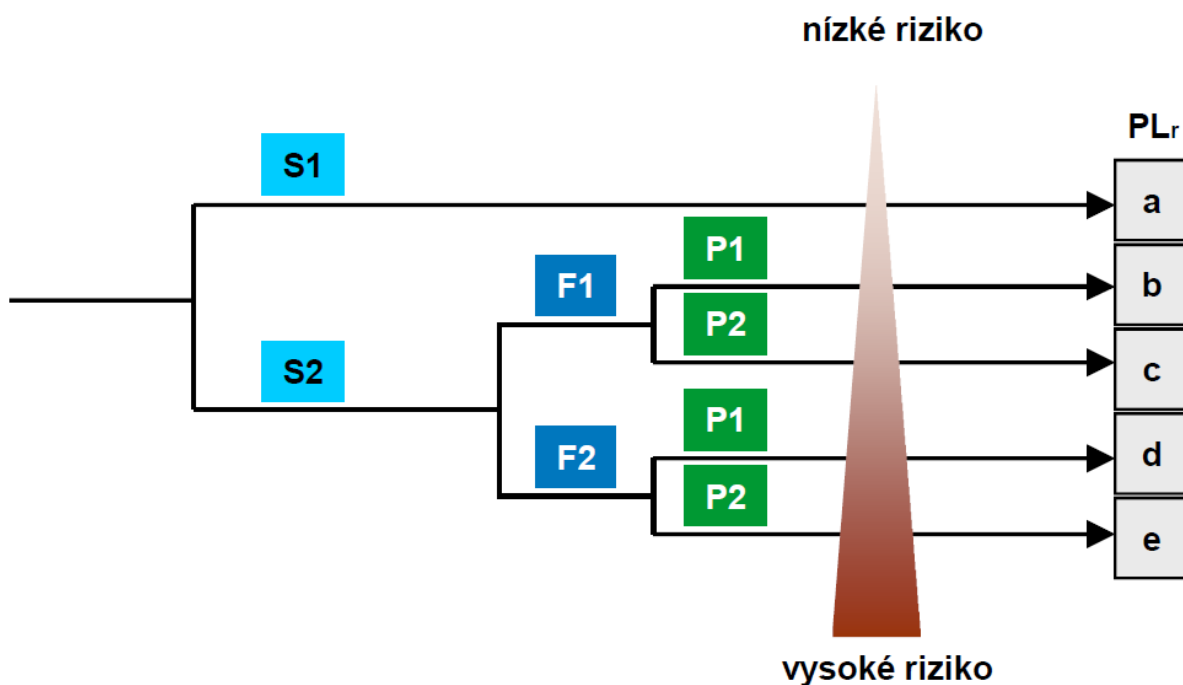 nízké riziko
PLr
S1
a
P1
F1
b
P2
S2
c
P1
F2
d
P2
e
vysoké riziko